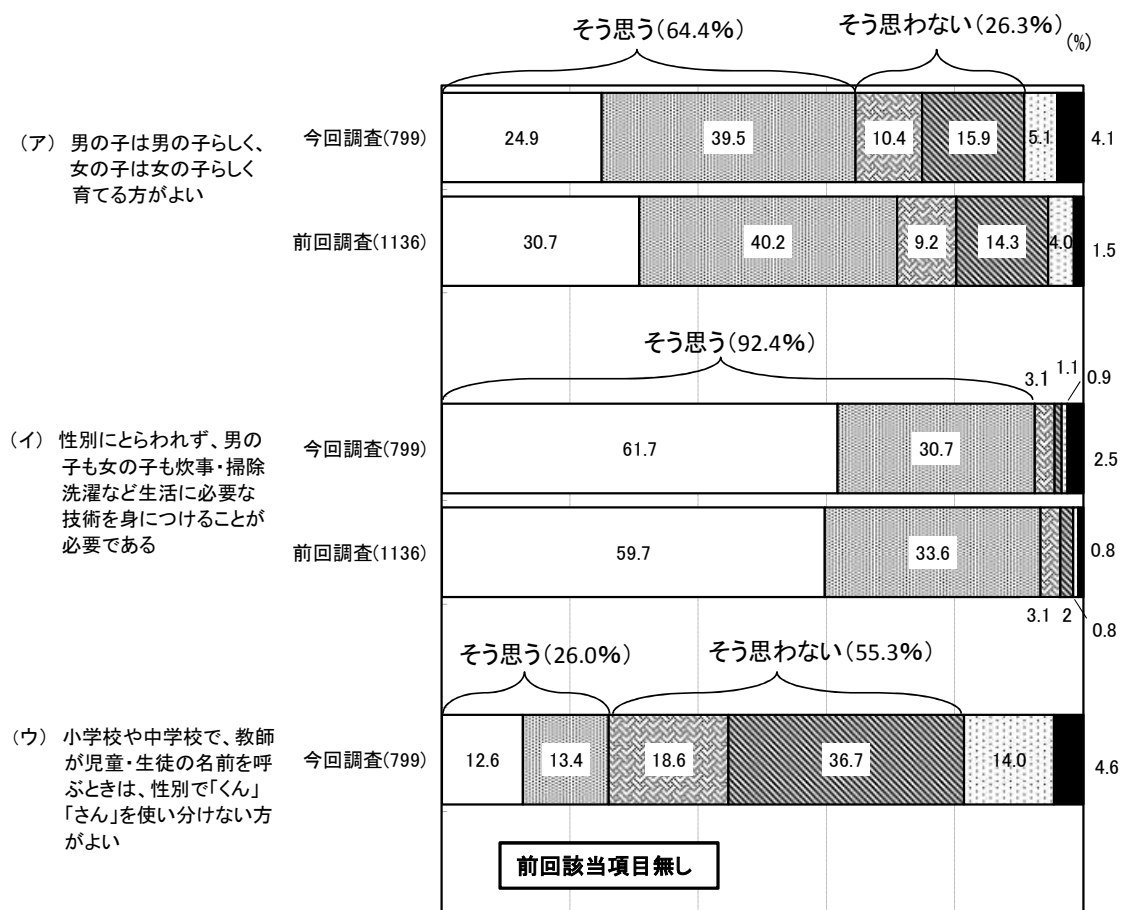 そう思う(64.4%)
そう思わない(26.3%)
(%)
(ア) 男の子は男の子らしく、
女の子は女の子らしく
育てる方がよい
今回調査(799)
24.9
39.5
10.4
15.9
5.1
4.1
前回調査(1136)
30.7
40.2
9.2
14.3
4.0
1.5
そう思う(92.4%)
3.1
1.1
0.9
(イ) 性別にとらわれず、男の
子も女の子も炊事・掃除
洗濯など生活に必要な
技術を身につけることが
必要である
今回調査(799)
61.7
30.7
2.5
前回調査(1136)
59.7
33.6
0.8
3.1
2
0.8
そう思う(26.0%)
そう思わない(55.3%)
(ウ) 小学校や中学校で、教師
が児童・生徒の名前を呼
ぶときは、性別で「くん」
「さん」を使い分けない方
がよい
今回調査(799)
12.6
13.4
18.6
36.7
14.0
4.6
前回該当項目無し